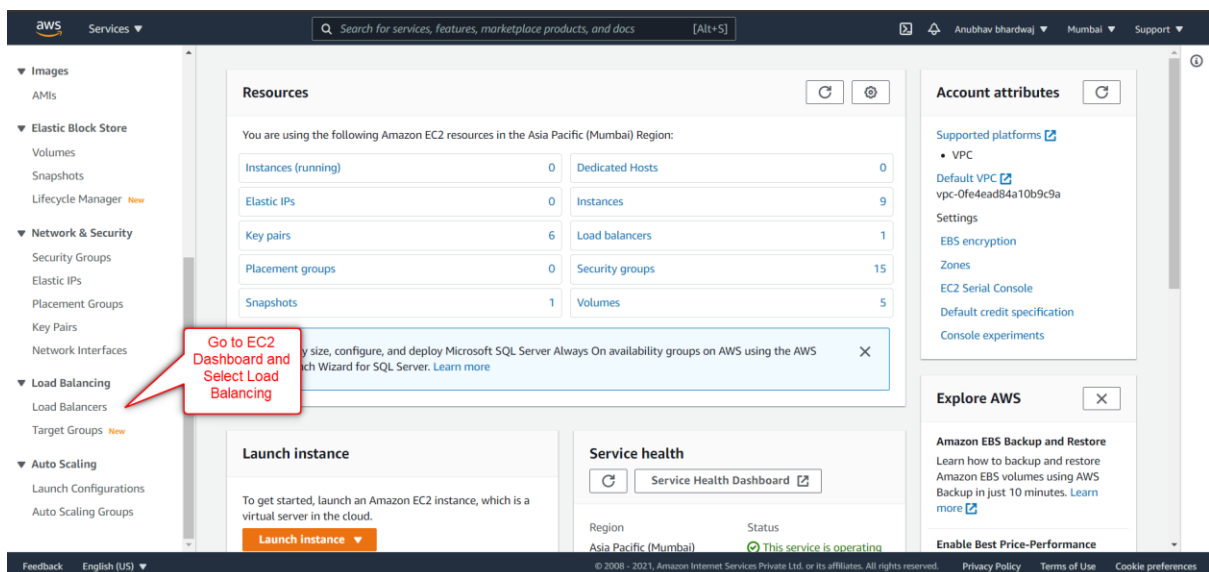 aws
Services ▼
Search for services, features, marketplace products, and docs [Alt+S]
Anubhav bhardwaj ▼
Mumbai ▼
Support ▼
▼ Images
AMIs
▼ Elastic Block Store
Volumes
Snapshots
Lifecycle Manager New
▼ Network & Security
Security Groups
Elastic IPs
Placement Groups
Key Pairs
Network Interfaces
▼ Load Balancing
Load Balancers
Target Groups New
▼ Auto Scaling
Launch Configurations
Auto Scaling Groups
Go to EC2
Dashboard and
Select Load
Balancing
Resources
You are using the following Amazon EC2 resources in the Asia Pacific (Mumbai) Region:
Instances (running) 0
Dedicated Hosts 0
Elastic IPs 0
Instances 9
Key pairs 6
Load balancers 1
Placement groups 0
Security groups 15
Snapshots 1
Volumes 5
size, configure, and deploy Microsoft SQL Server Always On availability groups on AWS using the AWS
Wizard for SQL Server. Learn more
Launch instance
To get started, launch an Amazon EC2 instance, which is a
virtual server in the cloud.
Launch instance ▼
Service health
Service Health Dashboard
Region
Status
Asia Pacific (Mumbai)
This service is operating
Account attributes
Supported platforms
• VPC
Default VPC
vpc-0fe4ead84a10b9c9a
Settings
EBS encryption
Zones
EC2 Serial Console
Default credit specification
Console experiments
Explore AWS
Amazon EBS Backup and Restore
Learn how to backup and restore
Amazon EBS volumes using AWS
Backup in just 10 minutes. Learn
more
Enable Best Price-Performance
Feedback
English (US) ▼
© 2008 - 2021, Amazon Internet Services Private Ltd. or its affiliates. All rights reserved.
Privacy Policy
Terms of Use
Cookie preferences